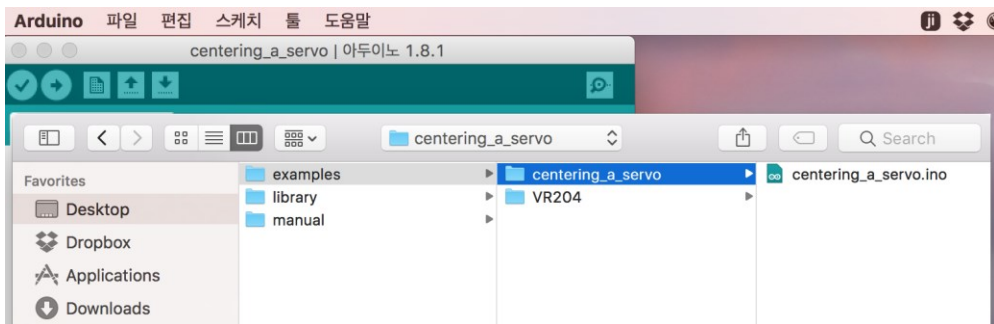 Arduino 파일 편집 스케치 툴 도움말
centering_a_servo | 아두이노 1.8.1
centering_a_servo
Search
Favorites
Desktop
Dropbox
Applications
Downloads
examples
library
manual
centering_a_servo
VR204
centering_a_servo.ino